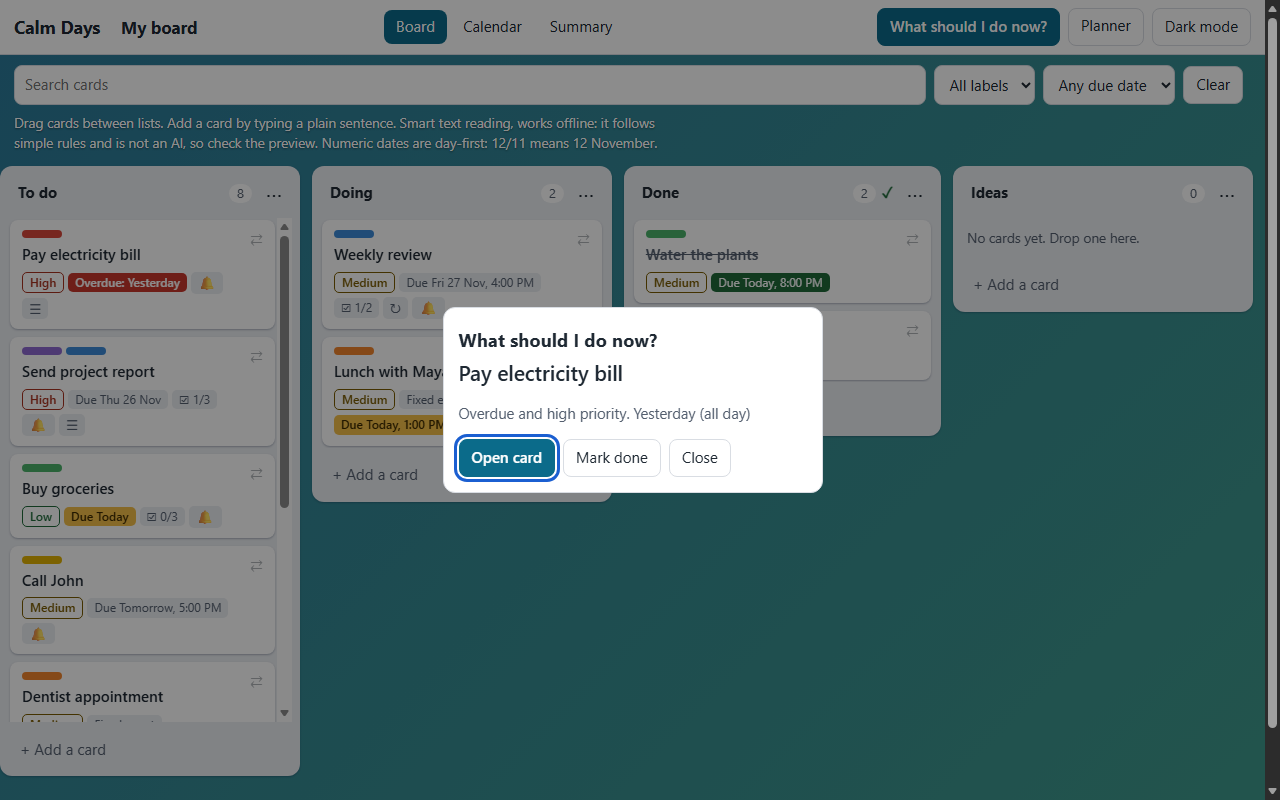 Calm Days My board Board Calendar Summary What should I do now? Planner Dark mode
Search cards All labels Any due date Clear
Drag cards between lists. Add a card by typing a plain sentence. Smart text reading, works offline: it follows
simple rules and is not an AI, so check the preview. Numeric dates are day-first: 12/11 means 12 November.
To do 8 ...
Pay electricity bill
High Overdue: Yesterday
Send project report
High Due Thu 26 Nov 1/3
Buy groceries
Low Due Today 0/3
Call John
Medium Due Tomorrow, 5:00 PM
Dentist appointment
+ Add a card
Doing 2 ...
Weekly review
Medium Due Fri 27 Nov, 4:00 PM
1/2
Lunch with Maya
Medium Fixed
Due Today, 1:00 PM
+ Add a card
Done 2 ✓ ...
Water the plants
Medium Due Today, 8:00 PM
Ideas 0 ...
No cards yet. Drop one here.
+ Add a card
What should I do now?
Pay electricity bill
Overdue and high priority. Yesterday (all day)
Open card Mark done Close